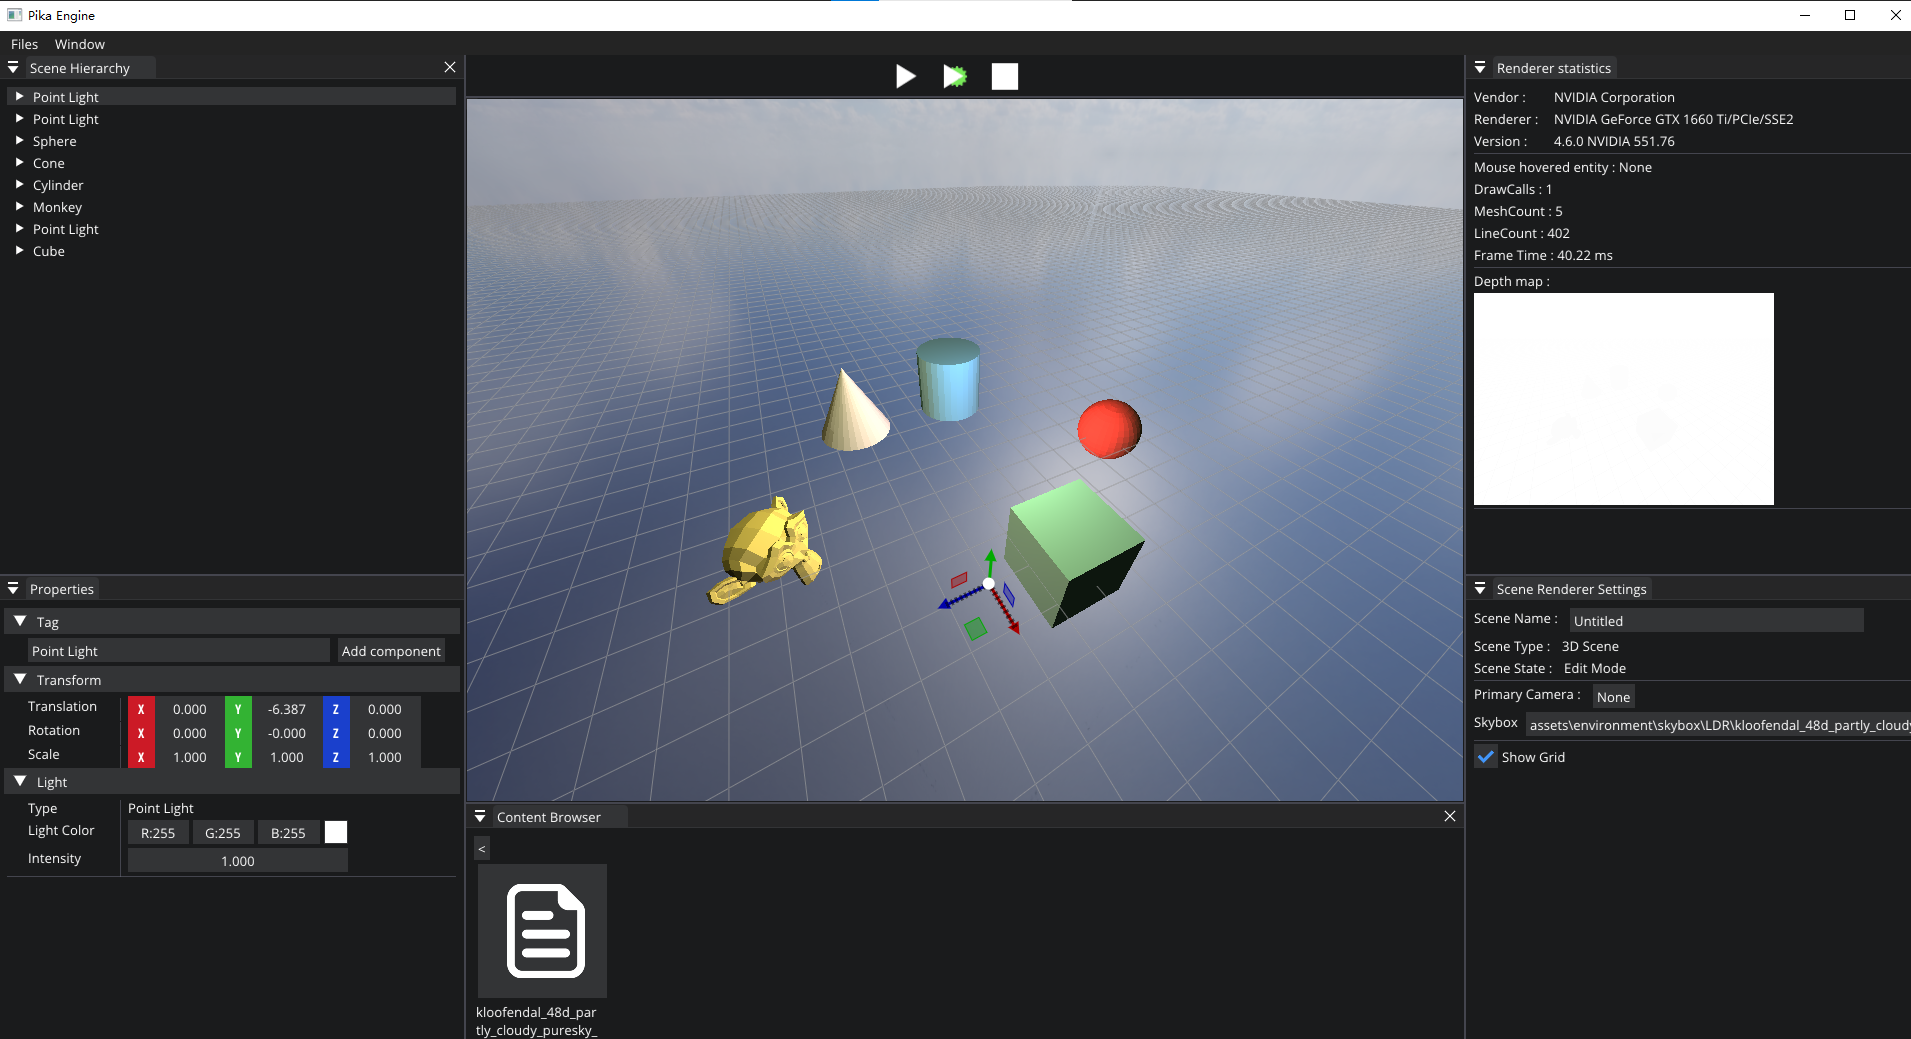 Pika Engine
Files Window
Scene Hierarchy
Point Light
Point Light
Sphere
Cone
Cylinder
Monkey
Point Light
Cube
Properties
Tag
Point Light Add component
Transform
Translation X 0.000 Y -6.387 Z 0.000
Rotation X 0.000 Y -0.000 Z 0.000
Scale X 1.000 Y 1.000 Z 1.000
Light
Type Point Light
Light Color R:255 G:255 B:255
Intensity 1.000
Content Browser
<
kloofendal_48d_par
tly_cloudy_puresky_
Renderer statistics
Vendor : NVIDIA Corporation
Renderer : NVIDIA GeForce GTX 1660 Ti/PCIe/SSE2
Version : 4.6.0 NVIDIA 551.76
Mouse hovered entity : None
DrawCalls : 1
MeshCount : 5
LineCount : 402
Frame Time : 40.22 ms
Depth map :
Scene Renderer Settings
Scene Name : Untitled
Scene Type : 3D Scene
Scene State : Edit Mode
Primary Camera : None
Skybox assets\environment\skybox\LDR\kloofendal_48d_partly_cloudy
Show Grid